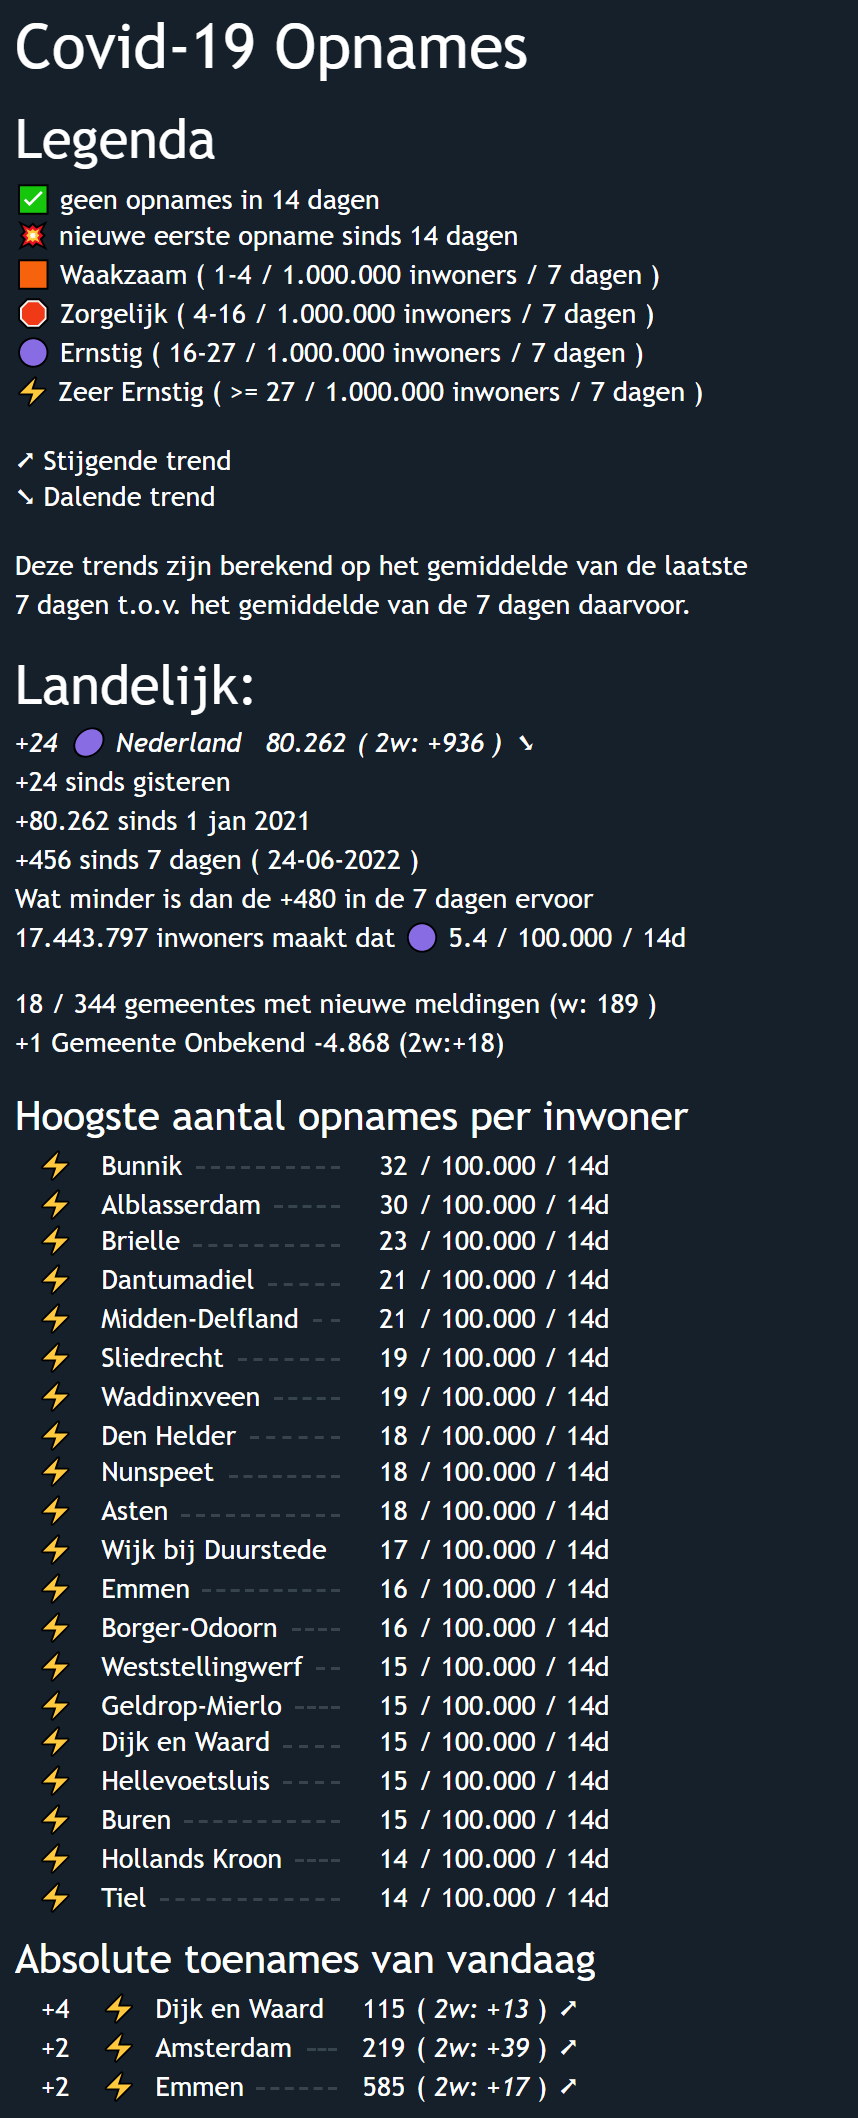 Covid-19 Opnames
Legenda
✅ geen opnames in 14 dagen
💥 nieuwe eerste opname sinds 14 dagen
🟧 Waakzaam ( 1-4 / 1.000.000 inwoners / 7 dagen )
🛑 Zorgelijk ( 4-16 / 1.000.000 inwoners / 7 dagen )
🟣 Ernstig ( 16-27 / 1.000.000 inwoners / 7 dagen )
⚡ Zeer Ernstig ( >= 27 / 1.000.000 inwoners / 7 dagen )
➚ Stijgende trend
➘ Dalende trend
Deze trends zijn berekend op het gemiddelde van de laatste
7 dagen t.o.v. het gemiddelde van de 7 dagen daarvoor.
Landelijk:
+24 🟣 Nederland 80.262 ( 2w: +936 ) ➘
+24 sinds gisteren
+80.262 sinds 1 jan 2021
+456 sinds 7 dagen ( 24-06-2022 )
Wat minder is dan de +480 in de 7 dagen ervoor
17.443.797 inwoners maakt dat 🟣 5.4 / 100.000 / 14d
18 / 344 gemeentes met nieuwe meldingen (w: 189 )
+1 Gemeente Onbekend -4.868 (2w:+18)
Hoogste aantal opnames per inwoner
⚡ Bunnik ---------- 32 / 100.000 / 14d
⚡ Alblasserdam ----- 30 / 100.000 / 14d
⚡ Brielle ---------- 23 / 100.000 / 14d
⚡ Dantumadiel ----- 21 / 100.000 / 14d
⚡ Midden-Delfland -- 21 / 100.000 / 14d
⚡ Sliedrecht ------- 19 / 100.000 / 14d
⚡ Waddinxveen ----- 19 / 100.000 / 14d
⚡ Den Helder ------ 18 / 100.000 / 14d
⚡ Nunspeet -------- 18 / 100.000 / 14d
⚡ Asten ----------- 18 / 100.000 / 14d
⚡ Wijk bij Duurstede 17 / 100.000 / 14d
⚡ Emmen ---------- 16 / 100.000 / 14d
⚡ Borger-Odoorn ---- 16 / 100.000 / 14d
⚡ Weststellingwerf -- 15 / 100.000 / 14d
⚡ Geldrop-Mierlo ---- 15 / 100.000 / 14d
⚡ Dijk en Waard ---- 15 / 100.000 / 14d
⚡ Hellevoetsluis ---- 15 / 100.000 / 14d
⚡ Buren ----------- 15 / 100.000 / 14d
⚡ Hollands Kroon ---- 14 / 100.000 / 14d
⚡ Tiel ------------ 14 / 100.000 / 14d
Absolute toenames van vandaag
+4 ⚡ Dijk en Waard 115 ( 2w: +13 ) ➚
+2 ⚡ Amsterdam --- 219 ( 2w: +39 ) ➚
+2 ⚡ Emmen ------ 585 ( 2w: +17 ) ➚